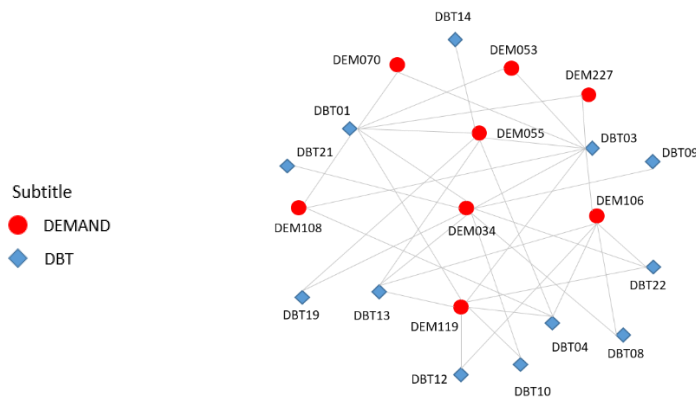 DBT14
DEM053
DEM070
DEM227
DBT01
DEM055
DBT03
DBT09
DBT21
Subtitle
DEM106
DEMAND
DEM108
DEM034
DBT
DBT22
DBT19
DBT13
DEM119
DBT04
DBT08
DBT12
DBT10